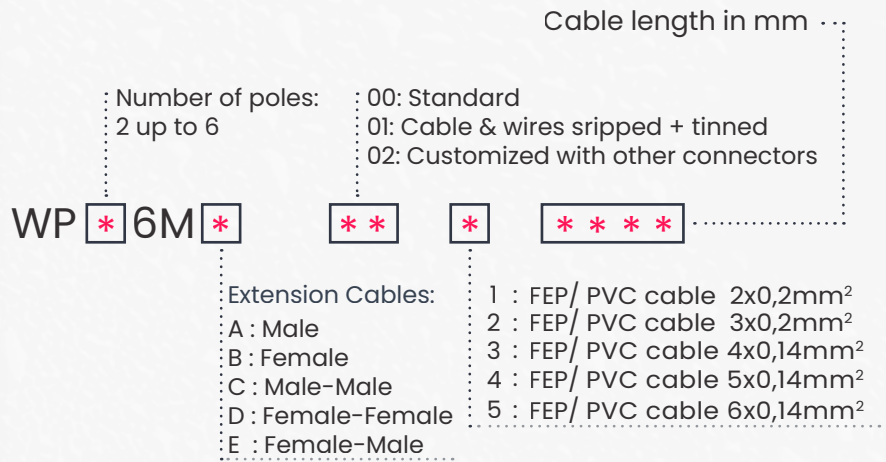 Cable length in mm
Number of poles:
2 up to 6
00: Standard
01: Cable & wires sripped + tinned
02: Customized with other connectors
WP * 6M * ** * ****
Extension Cables:
A : Male
B : Female
C : Male-Male
D : Female-Female
E : Female-Male
1 : FEP/ PVC cable 2x0,2mm²
2 : FEP/ PVC cable 3x0,2mm²
3 : FEP/ PVC cable 4x0,14mm²
4 : FEP/ PVC cable 5x0,14mm²
5 : FEP/ PVC cable 6x0,14mm²